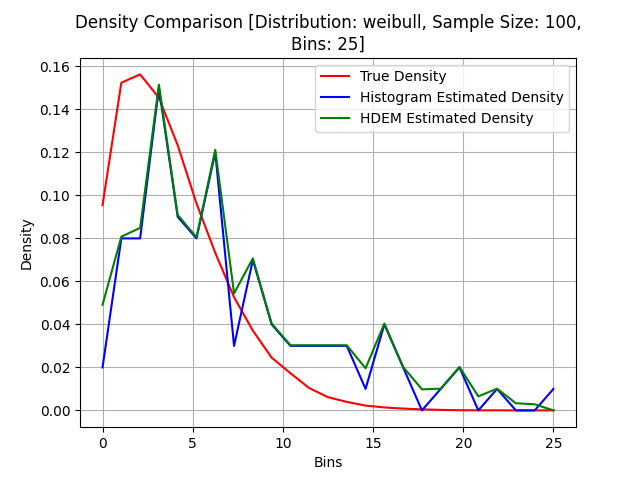 Density Comparison [Distribution: weibull, Sample Size: 100,
Bins: 25]
True Density
Histogram Estimated Density
HDEM Estimated Density
Density
0.16
0.14
0.12
0.10
0.08
0.06
0.04
0.02
0.00
0 5 10 15 20 25
Bins